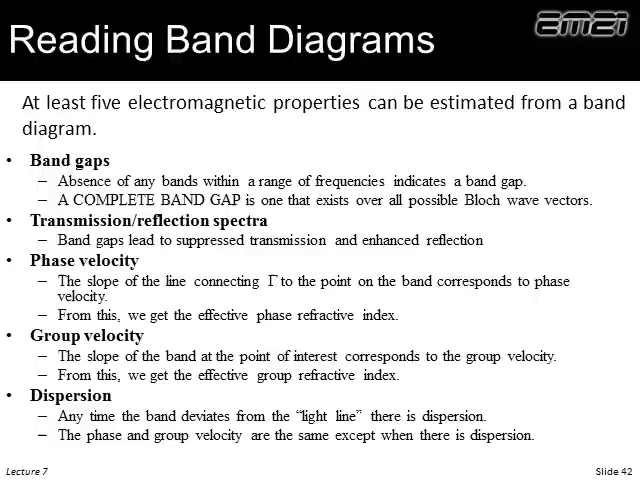 Reading Band Diagrams
EM21
At least five electromagnetic properties can be estimated from a band
diagram.
• Band gaps
– Absence of any bands within a range of frequencies indicates a band gap.
– A COMPLETE BAND GAP is one that exists over all possible Bloch wave vectors.
• Transmission/reflection spectra
– Band gaps lead to suppressed transmission and enhanced reflection
• Phase velocity
– The slope of the line connecting Γ to the point on the band corresponds to phase
velocity.
– From this, we get the effective phase refractive index.
• Group velocity
– The slope of the band at the point of interest corresponds to the group velocity.
– From this, we get the effective group refractive index.
• Dispersion
– Any time the band deviates from the “light line” there is dispersion.
– The phase and group velocity are the same except when there is dispersion.
Lecture 7
Slide 42